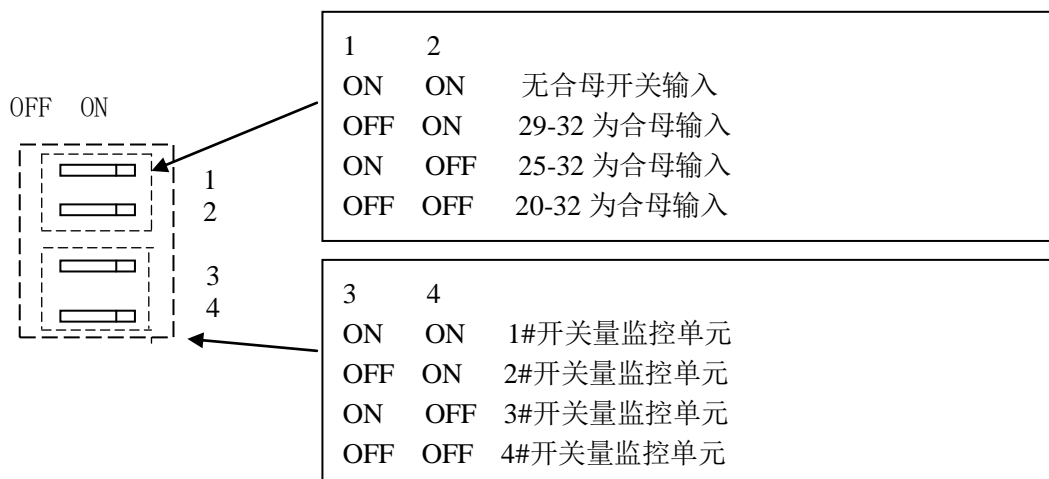 OFF ON
1
2
3
4
1 2
ON ON 无合母开关输入
OFF ON 29-32 为合母输入
ON OFF 25-32 为合母输入
OFF OFF 20-32 为合母输入
3 4
ON ON 1#开关量监控单元
OFF ON 2#开关量监控单元
ON OFF 3#开关量监控单元
OFF OFF 4#开关量监控单元